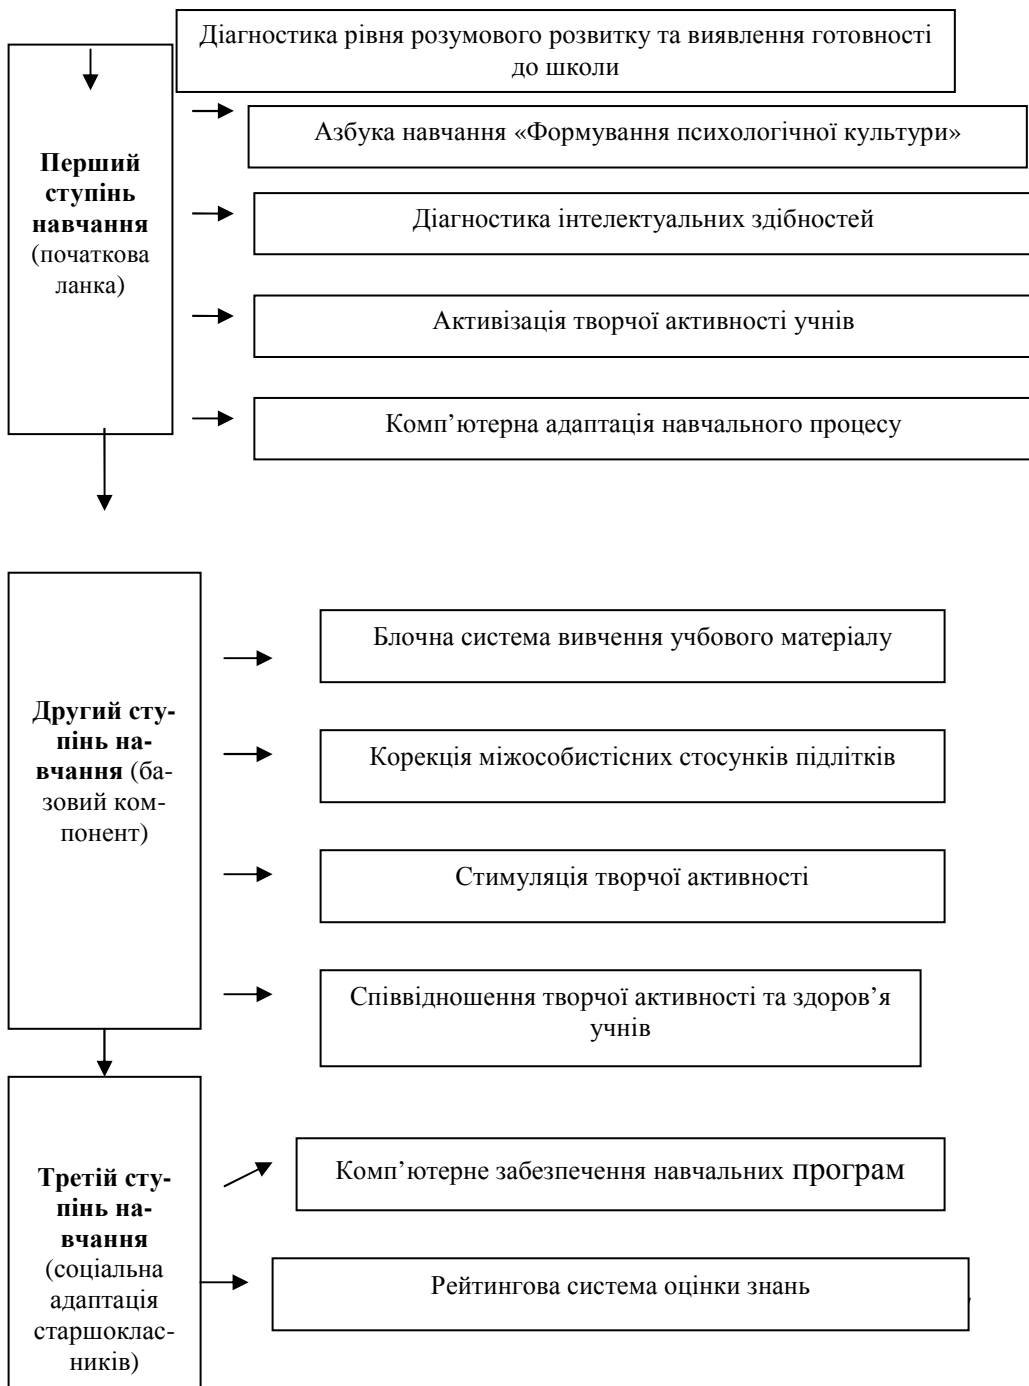 Діагностика рівня розумового розвитку та виявлення готовності
до школи
Азбука навчання «Формування психологічної культури»
Перший
ступінь
навчання
(початкова
ланка)
Діагностика інтелектуальних здібностей
Активізація творчої активності учнів
Комп’ютерна адаптація навчального процесу
Блочна система вивчення учбового матеріалу
Другий сту-
пінь на-
вчання (ба-
зовий ком-
понент)
Корекція міжособистісних стосунків підлітків
Стимуляція творчої активності
Співвідношення творчої активності та здоров’я
учнів
Третій сту-
пінь на-
вчання
(соціальна
адаптація
старшоклас-
ників)
Комп’ютерне забезпечення навчальних програм
Рейтингова система оцінки знань